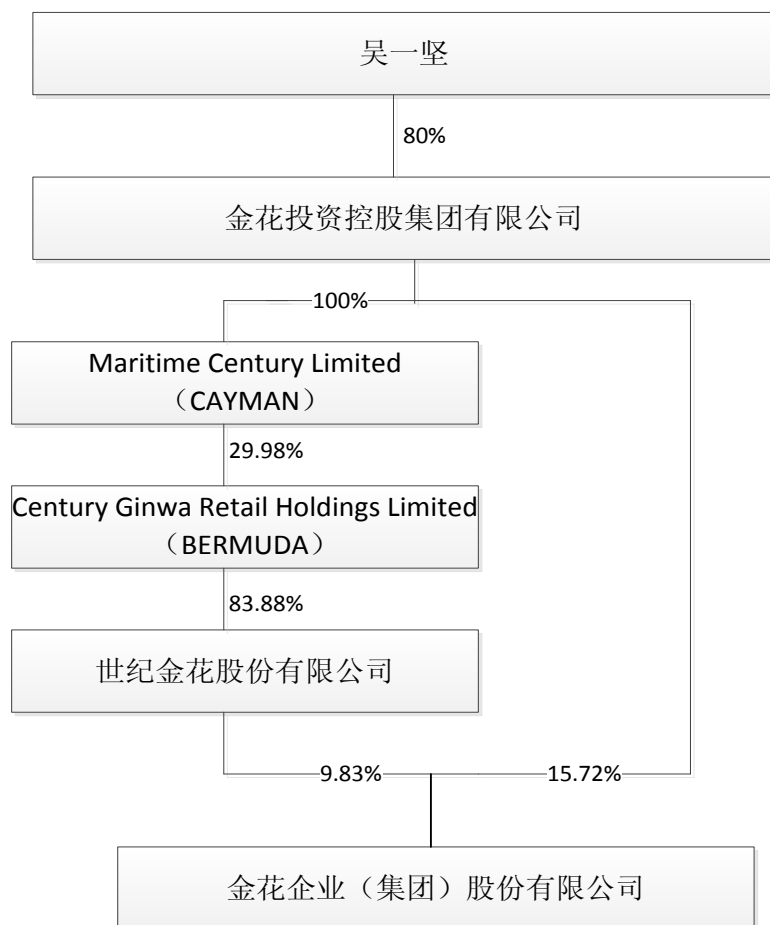 吴一坚
80%
金花投资控股集团有限公司
100%
Maritime Century Limited
（CAYMAN）
29.98%
Century Ginwa Retail Holdings Limited
（BERMUDA）
83.88%
世纪金花股份有限公司
9.83%
15.72%
金花企业（集团）股份有限公司